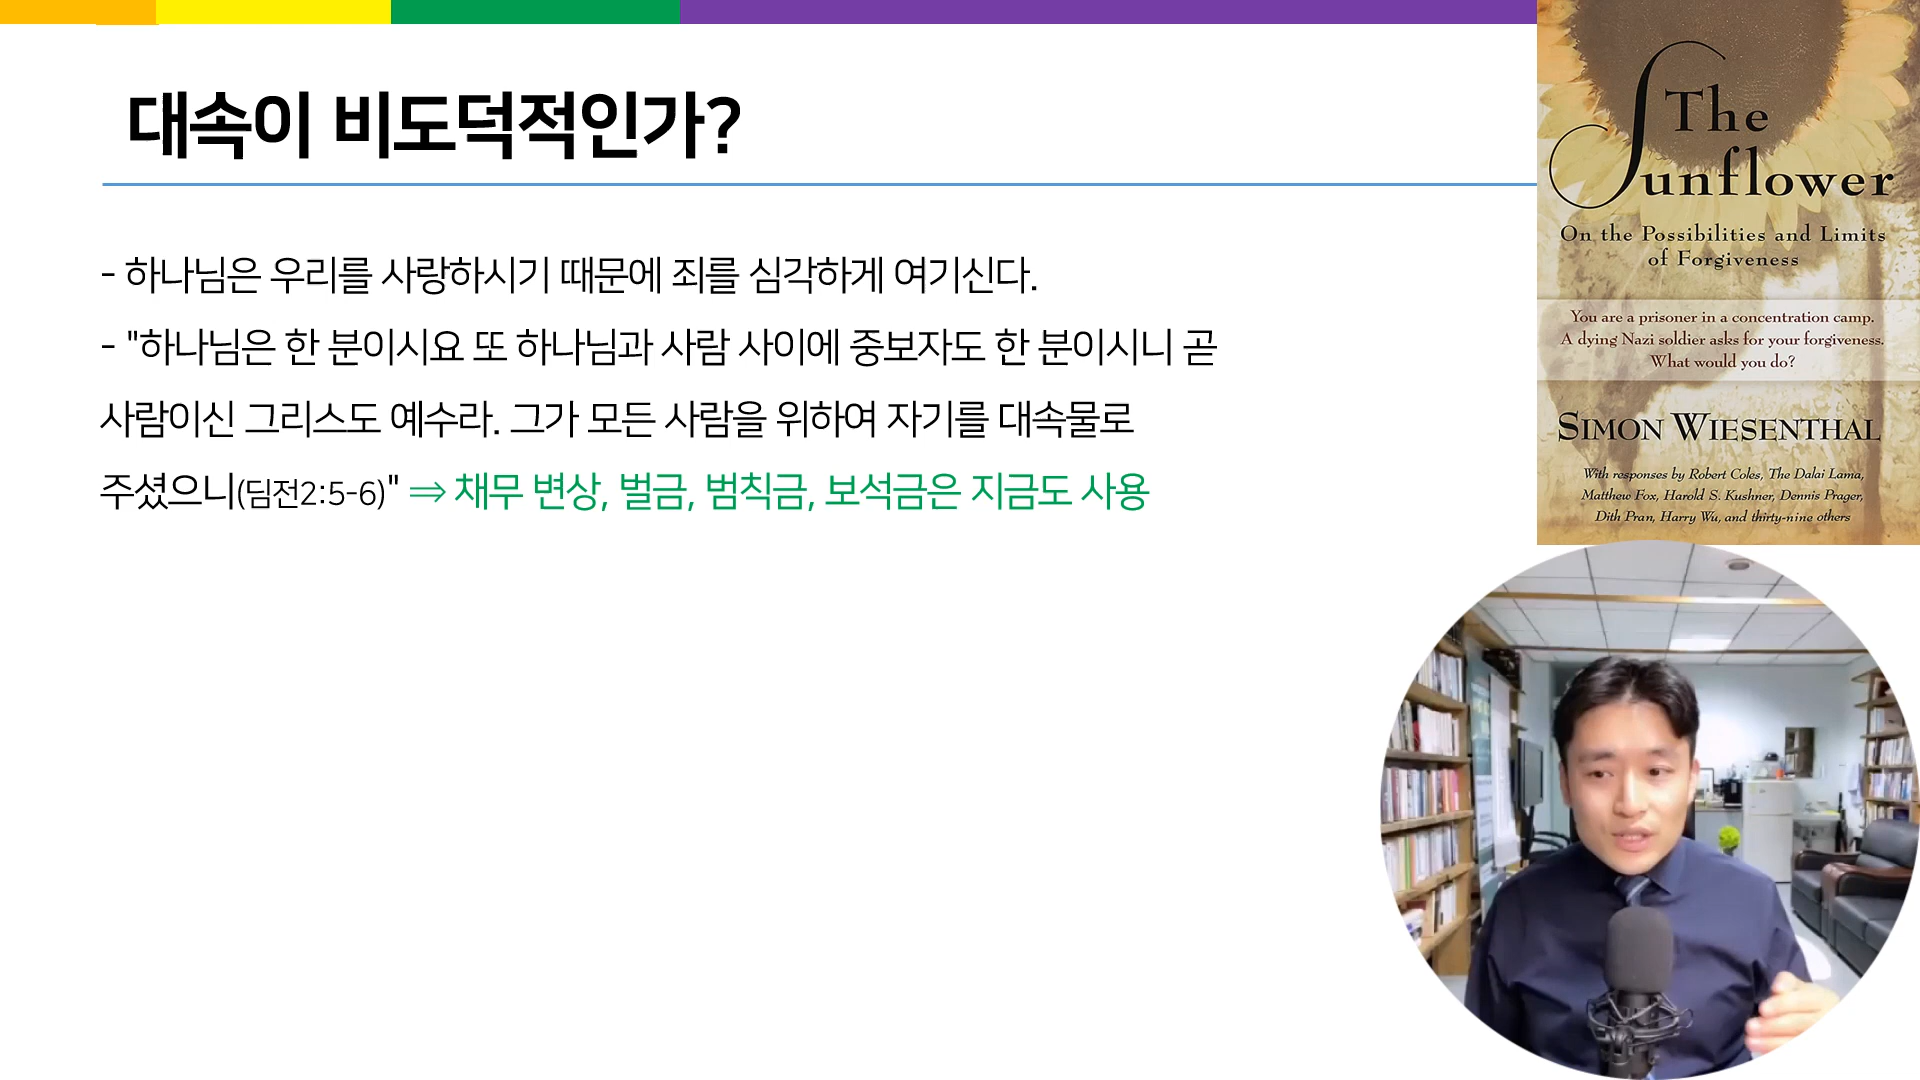 대속이 비도덕적인가?
- 하나님은 우리를 사랑하시기 때문에 죄를 심각하게 여기신다.
- "하나님은 한 분이시요 또 하나님과 사람 사이에 중보자도 한 분이시니 곧
사람이신 그리스도 예수라. 그가 모든 사람을 위하여 자기를 대속물로
주셨으니(딤전2:5-6)" ⇒ 채무 변상, 벌금, 범칙금, 보석금은 지금도 사용
The
Sunflower
On the Possibilities and Limits
of Forgiveness
You are a prisoner in a concentration camp.
A dying Nazi soldier asks for your forgiveness.
What would you do?
SIMON WIESENTHAL
With responses by Robert Coles, The Dalai Lama,
Matthew Fox, Harold S. Kushner, Dennis Prager,
Dith Pran, Harry Wu, and thirty-nine others